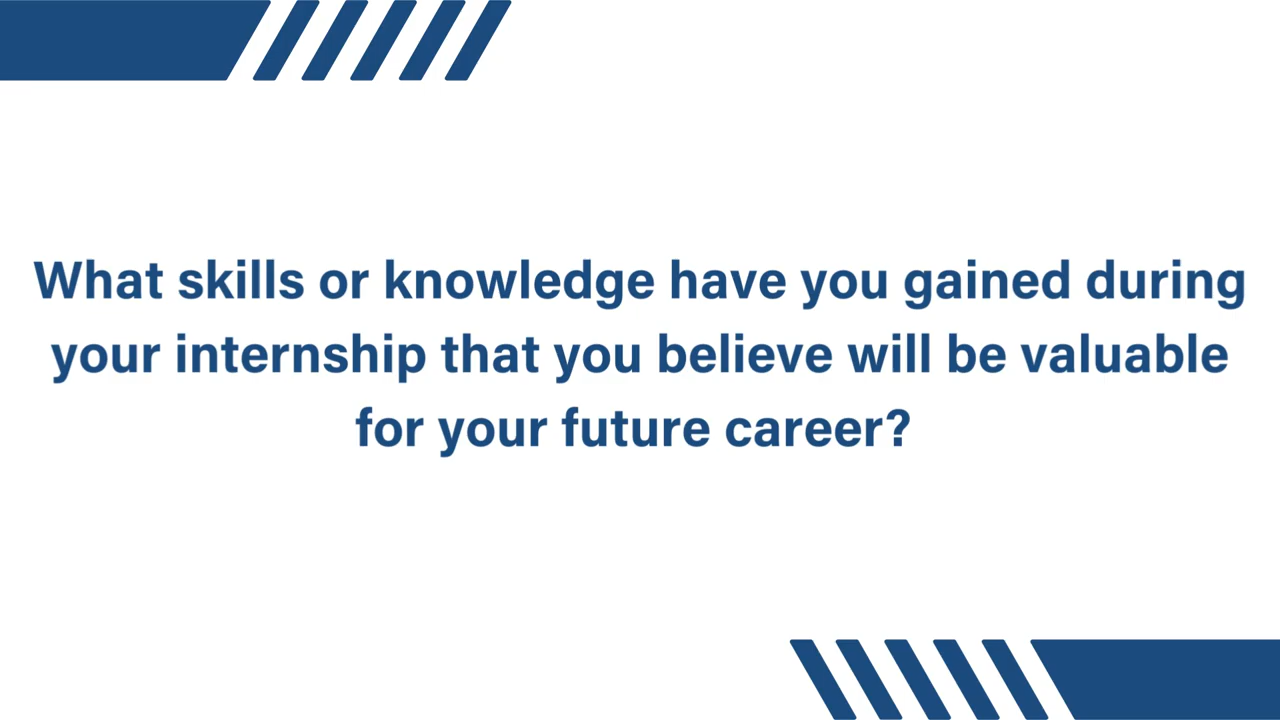 What skills or knowledge have you gained during
your internship that you believe will be valuable
for your future career?